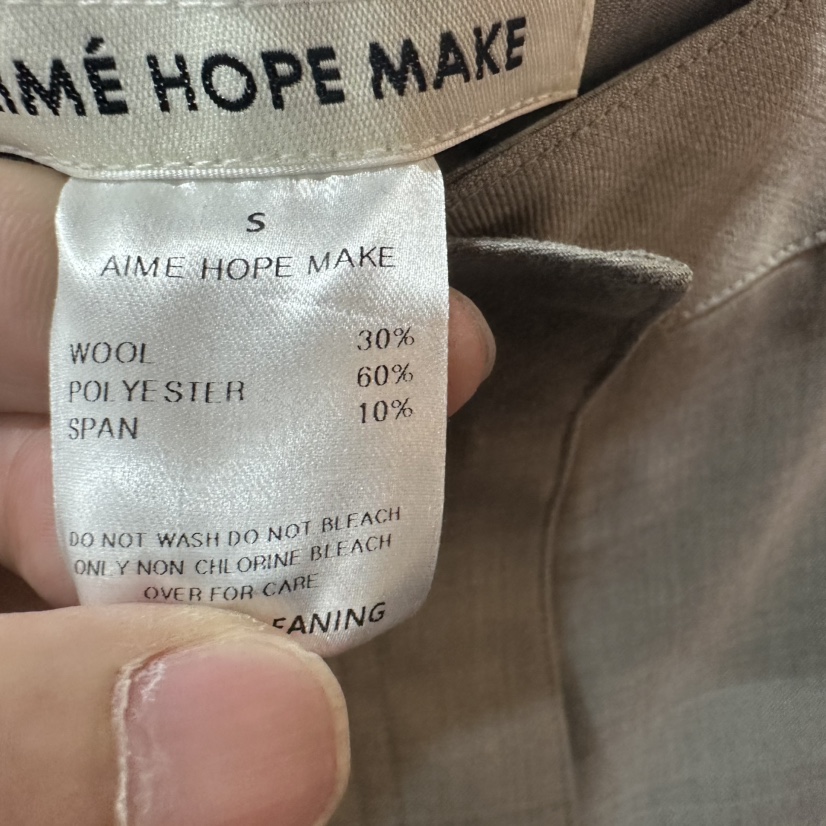 AIMÉ HOPE MAKE
S
AIME HOPE MAKE
WOOL 30%
POLYESTER 60%
SPAN 10%
DO NOT WASH DO NOT BLEACH
ONLY NON CHLORINE BLEACH
OVER FOR CARE